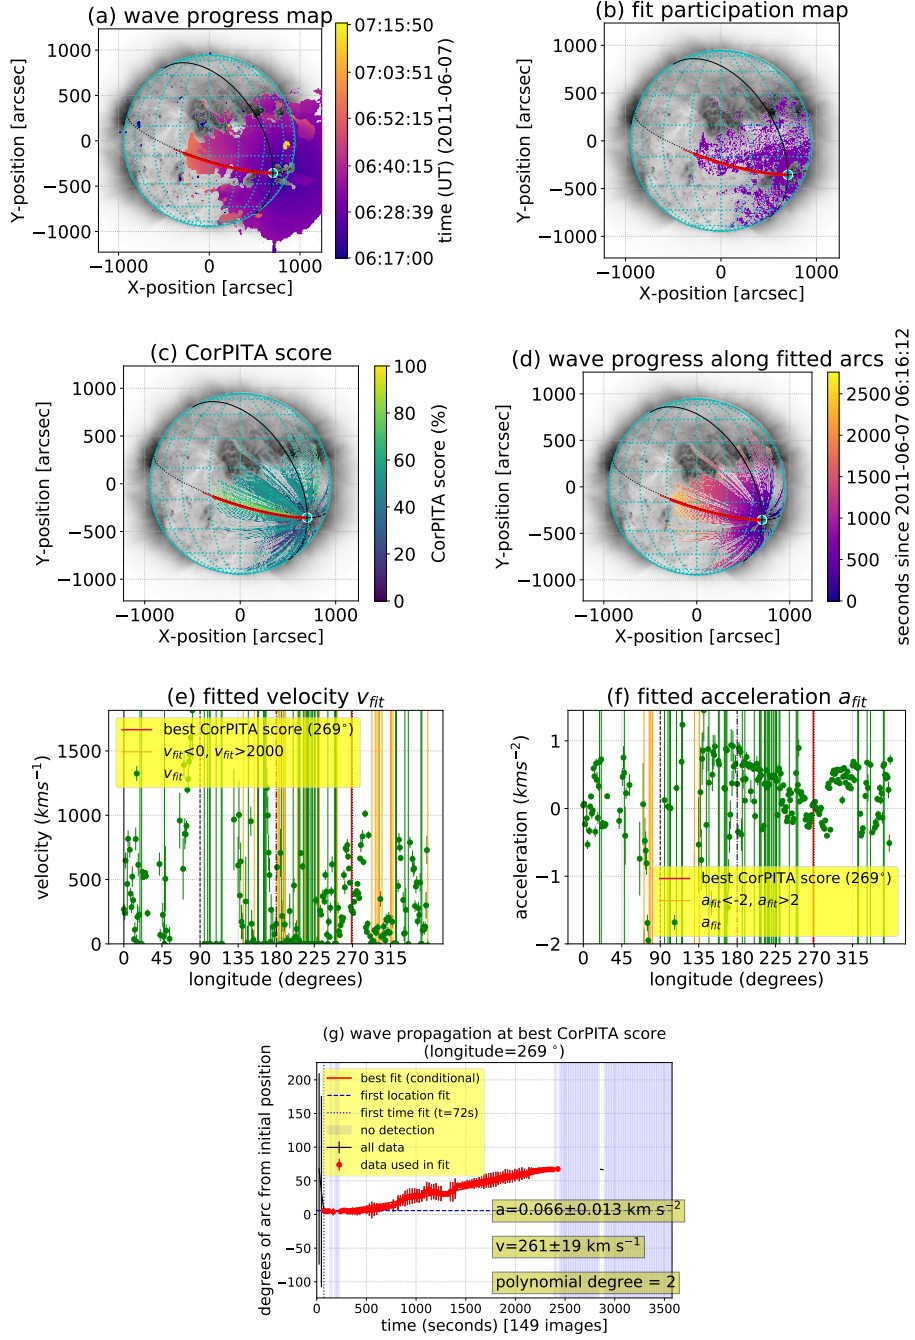 (a) wave progress map
Y-position [arcsec]
1000
500
0
−500
−1000
−1000
0
1000
X-position [arcsec]
07:15:50
07:03:51
06:52:15
06:40:15
06:28:39
06:17:00
time (UT) (2011-06-07)
(b) fit participation map
Y-position [arcsec]
1000
500
0
−500
−1000
−1000
0
1000
X-position [arcsec]
(c) CorPITA score
Y-position [arcsec]
1000
500
0
−500
−1000
−1000
0
1000
X-position [arcsec]
100
80
60
40
20
0
CorPITA score (%)
(d) wave progress along fitted arcs
Y-position [arcsec]
1000
500
0
−500
−1000
−1000
0
1000
X-position [arcsec]
2500
2000
1500
1000
500
0
seconds since 2011-06-07 06:16:12
(e) fitted velocity v_fit
velocity (kms⁻¹)
1500
1000
500
0
best CorPITA score (269°)
v_fit<0, v_fit>2000
v_fit
0 45 90 135 180 225 270 315
longitude (degrees)
(f) fitted acceleration a_fit
acceleration (kms⁻²)
1
0
−1
−2
best CorPITA score (269°)
a_fit<-2, a_fit>2
a_fit
0 45 90 135 180 225 270 315
longitude (degrees)
(g) wave propagation at best CorPITA score
(longitude=269 °)
degrees of arc from initial position
200
150
100
50
0
−50
−100
best fit (conditional)
first location fit
first time fit (t=72s)
no detection
all data
data used in fit
a=0.066±0.013 km s⁻²
v=261±19 km s⁻¹
polynomial degree = 2
0 500 1000 1500 2000 2500 3000 3500
time (seconds) [149 images]